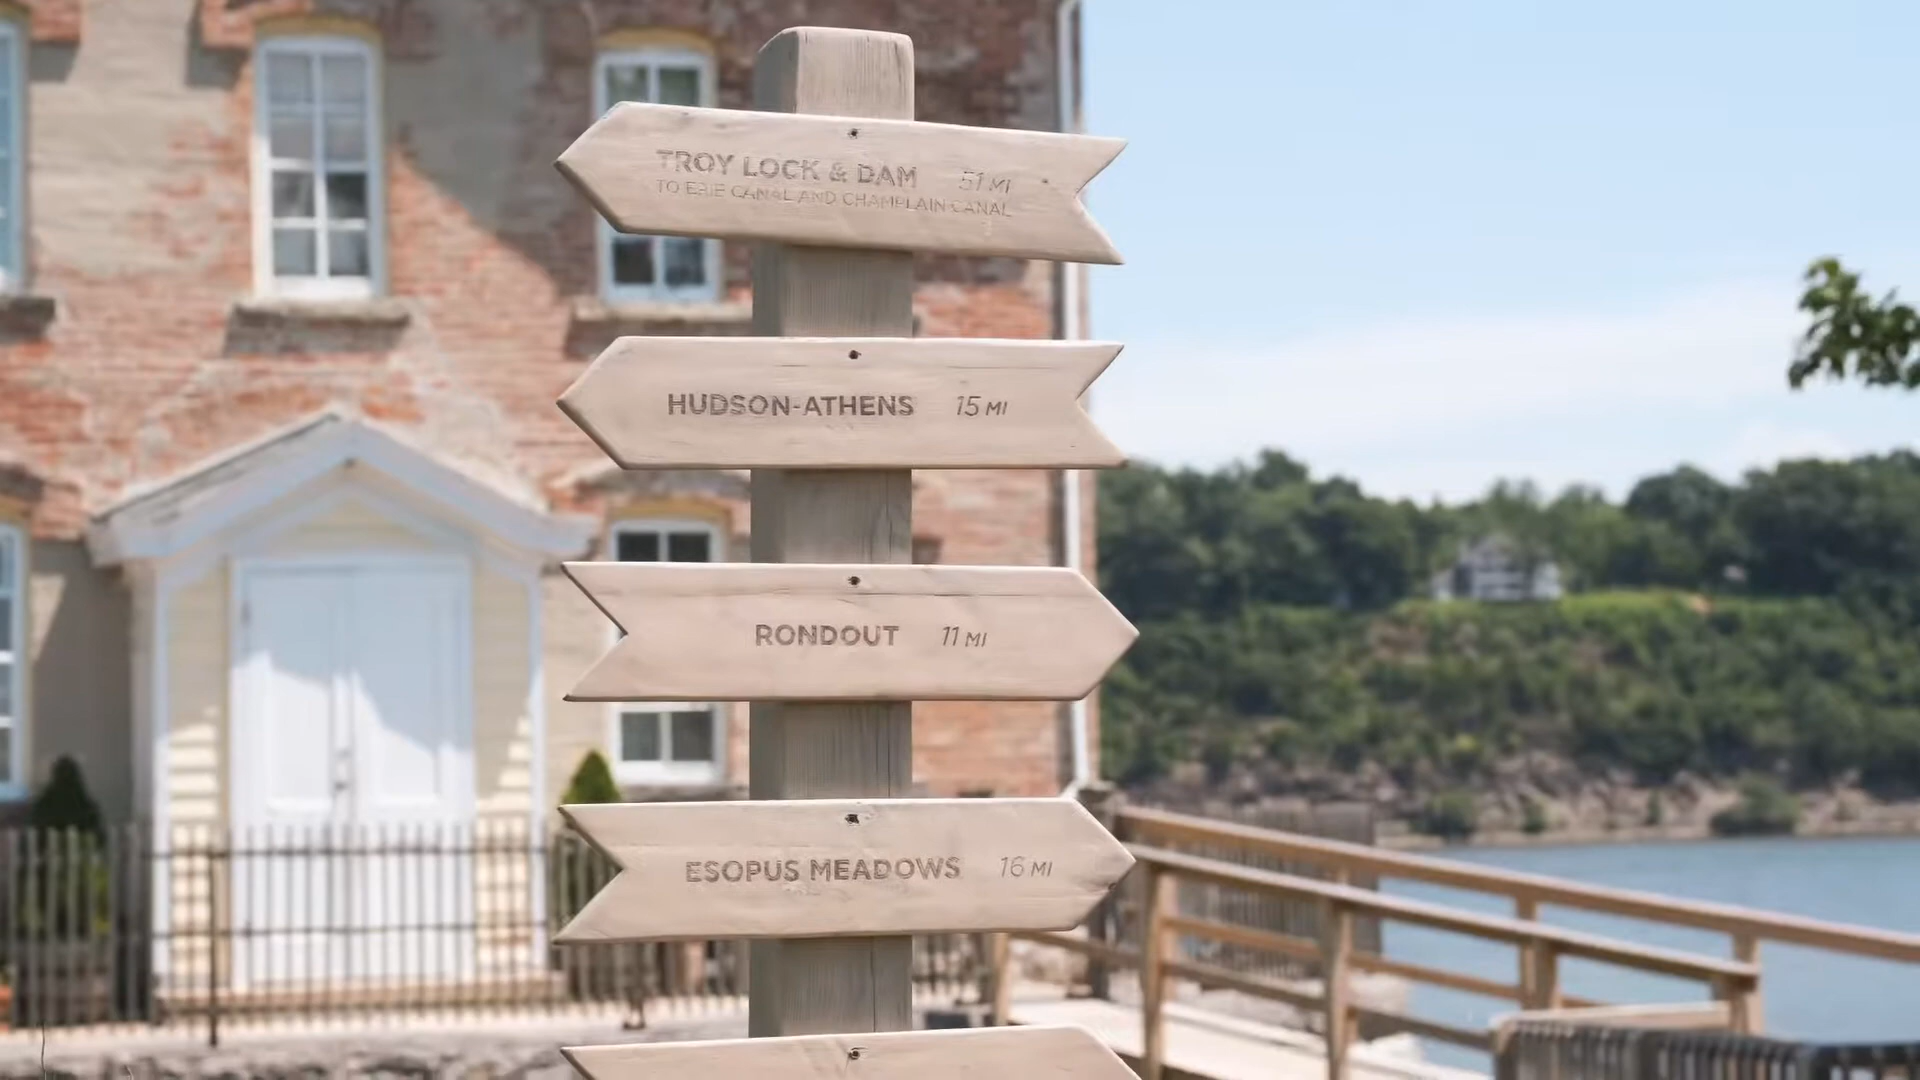 TROY LOCK & DAM 51 MI
TO ERIE CANAL AND CHAMPLAIN CANAL
HUDSON-ATHENS 15 MI
RONDOUT 11 MI
ESOPUS MEADOWS 16 MI